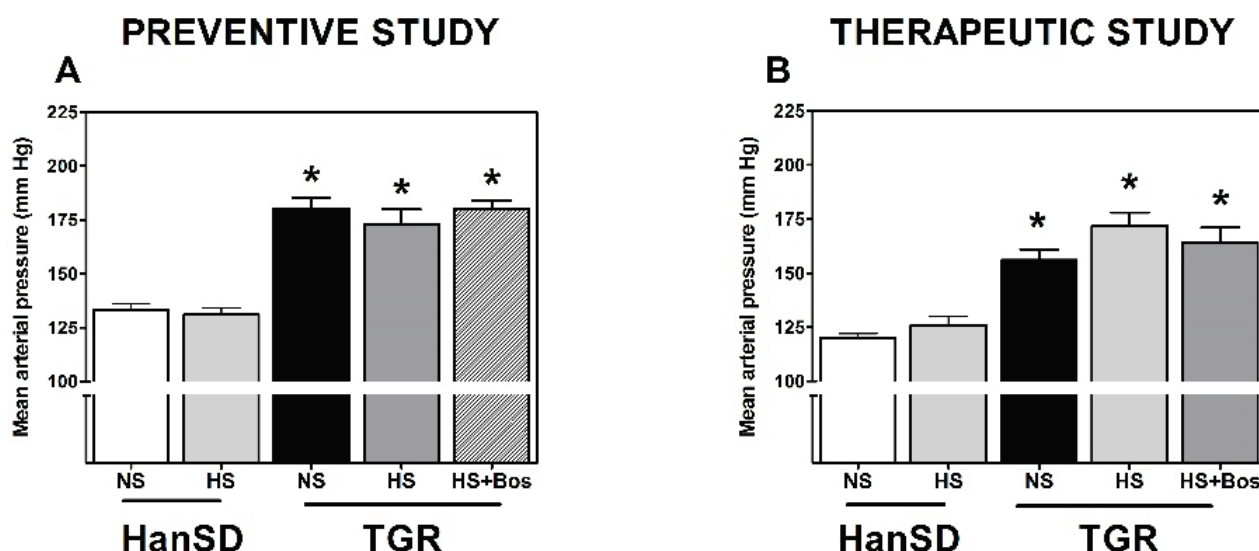 PREVENTIVE STUDY
A
Mean arterial pressure (mm Hg)
225
200
175
150
125
100
*
*
*
NS HS NS HS HS+Bos
HanSD TGR
THERAPEUTIC STUDY
B
Mean arterial pressure (mm Hg)
225
200
175
150
125
100
*
*
*
NS HS NS HS HS+Bos
HanSD TGR